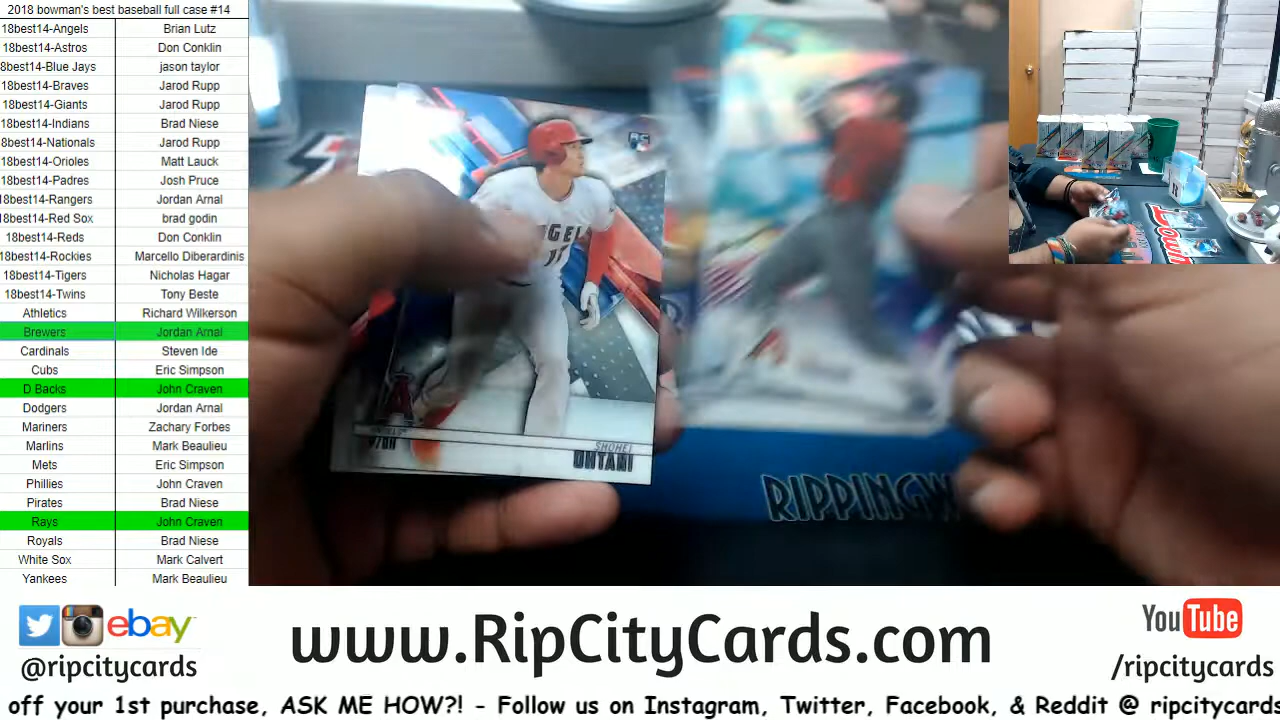 2018 bowman's best baseball full case #14
18best14-Angels Brian Lutz
18best14-Astros Don Conklin
8best14-Blue Jays jason taylor
18best14-Braves Jarod Rupp
18best14-Giants Jarod Rupp
18best14-Indians Brad Niese
8best14-Nationals Jarod Rupp
18best14-Orioles Matt Lauck
18best14-Padres Josh Pruce
18best14-Rangers Jordan Arnal
18best14-Red Sox brad godin
18best14-Reds Don Conklin
18best14-Rockies Marcello Diberardinis
18best14-Tigers Nicholas Hagar
18best14-Twins Tony Beste
Athletics Richard Wilkerson
Brewers Jordan Arnal
Cardinals Steven Ide
Cubs Eric Simpson
D Backs John Craven
Dodgers Jordan Arnal
Mariners Zachary Forbes
Marlins Mark Beaulieu
Mets Eric Simpson
Phillies John Craven
Pirates Brad Niese
Rays John Craven
Royals Brad Niese
White Sox Mark Calvert
Yankees Mark Beaulieu
RC
SHOHEI
OHTANI
RIPPINGW
ebay
@ripcitycards
www.RipCityCards.com
YouTube
/ripcitycards
off your 1st purchase, ASK ME HOW?! - Follow us on Instagram, Twitter, Facebook, & Reddit @ ripcitycards